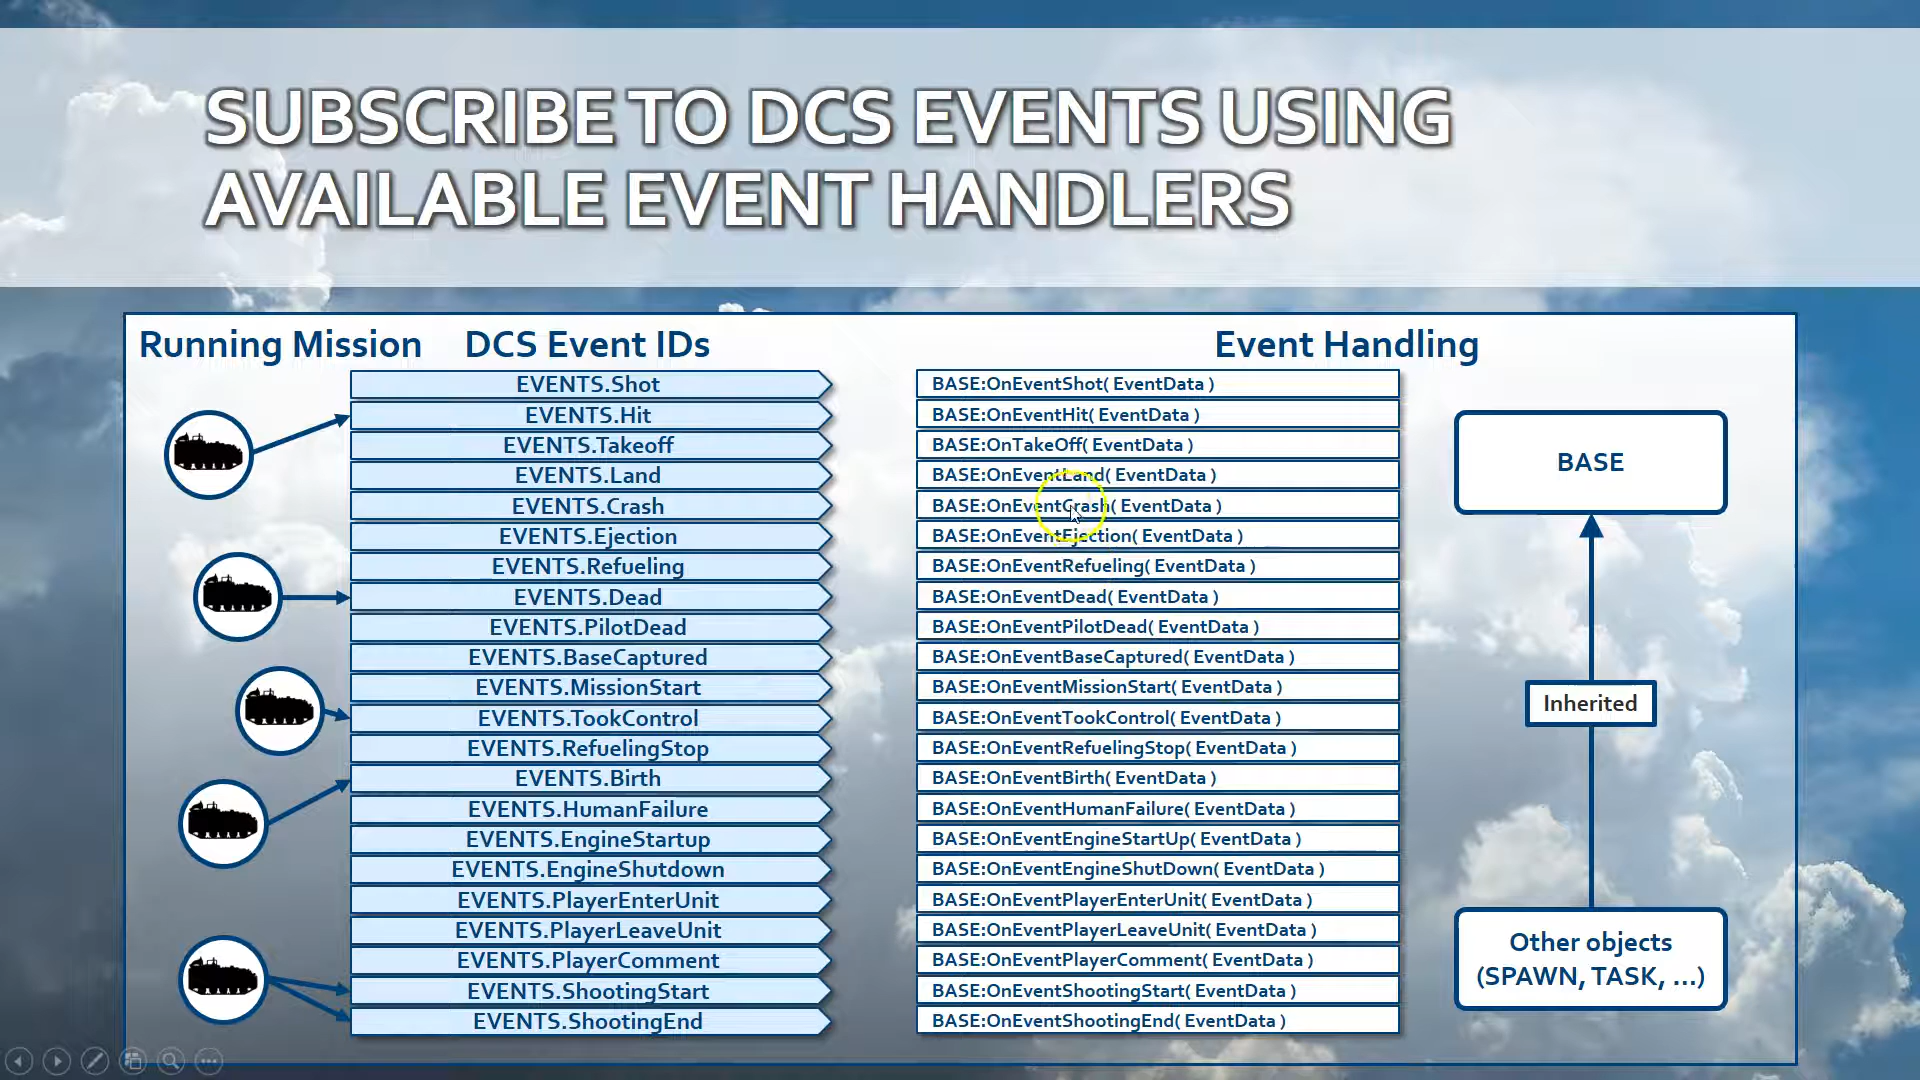 SUBSCRIBE TO DCS EVENTS USING
AVAILABLE EVENT HANDLERS
Running Mission
DCS Event IDs
Event Handling
EVENTS.Shot
EVENTS.Hit
EVENTS.Takeoff
EVENTS.Land
EVENTS.Crash
EVENTS.Ejection
EVENTS.Refueling
EVENTS.Dead
EVENTS.PilotDead
EVENTS.BaseCaptured
EVENTS.MissionStart
EVENTS.TookControl
EVENTS.RefuelingStop
EVENTS.Birth
EVENTS.HumanFailure
EVENTS.EngineStartup
EVENTS.EngineShutdown
EVENTS.PlayerEnterUnit
EVENTS.PlayerLeaveUnit
EVENTS.PlayerComment
EVENTS.ShootingStart
EVENTS.ShootingEnd
BASE:OnEventShot( EventData )
BASE:OnEventHit( EventData )
BASE:OnTakeOff( EventData )
BASE:OnEventLand( EventData )
BASE:OnEventCrash( EventData )
BASE:OnEventEjection( EventData )
BASE:OnEventRefueling( EventData )
BASE:OnEventDead( EventData )
BASE:OnEventPilotDead( EventData )
BASE:OnEventBaseCaptured( EventData )
BASE:OnEventMissionStart( EventData )
BASE:OnEventTookControl( EventData )
BASE:OnEventRefuelingStop( EventData )
BASE:OnEventBirth( EventData )
BASE:OnEventHumanFailure( EventData )
BASE:OnEventEngineStartUp( EventData )
BASE:OnEventEngineShutDown( EventData )
BASE:OnEventPlayerEnterUnit( EventData )
BASE:OnEventPlayerLeaveUnit( EventData )
BASE:OnEventPlayerComment( EventData )
BASE:OnEventShootingStart( EventData )
BASE:OnEventShootingEnd( EventData )
BASE
Inherited
Other objects
(SPAWN, TASK, ...)